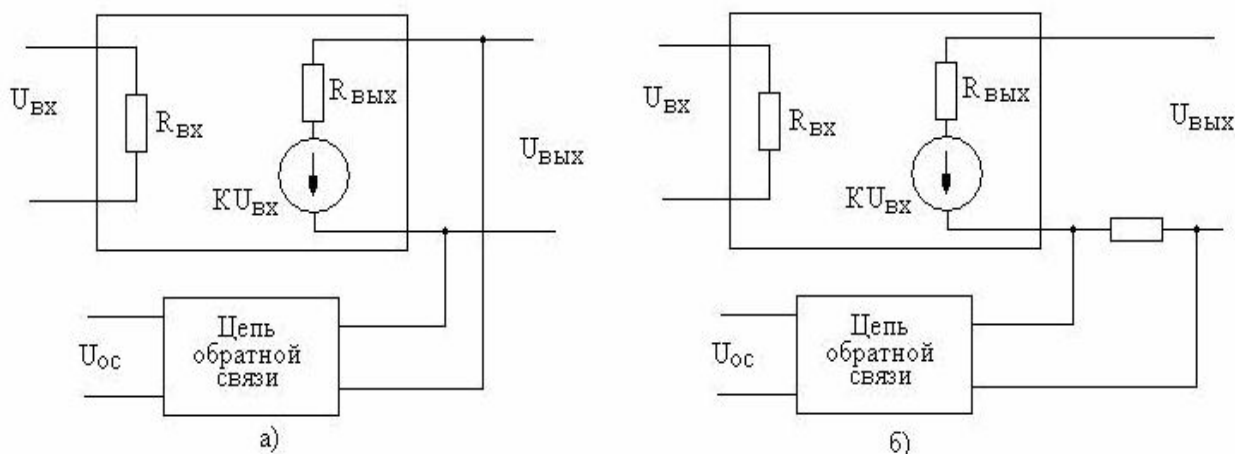 U вх
R вх
R вых
KU вх
U вых
U ос
Цепь
обратной
связи
а)
U вх
R вх
R вых
KU вх
U вых
U ос
Цепь
обратной
связи
б)